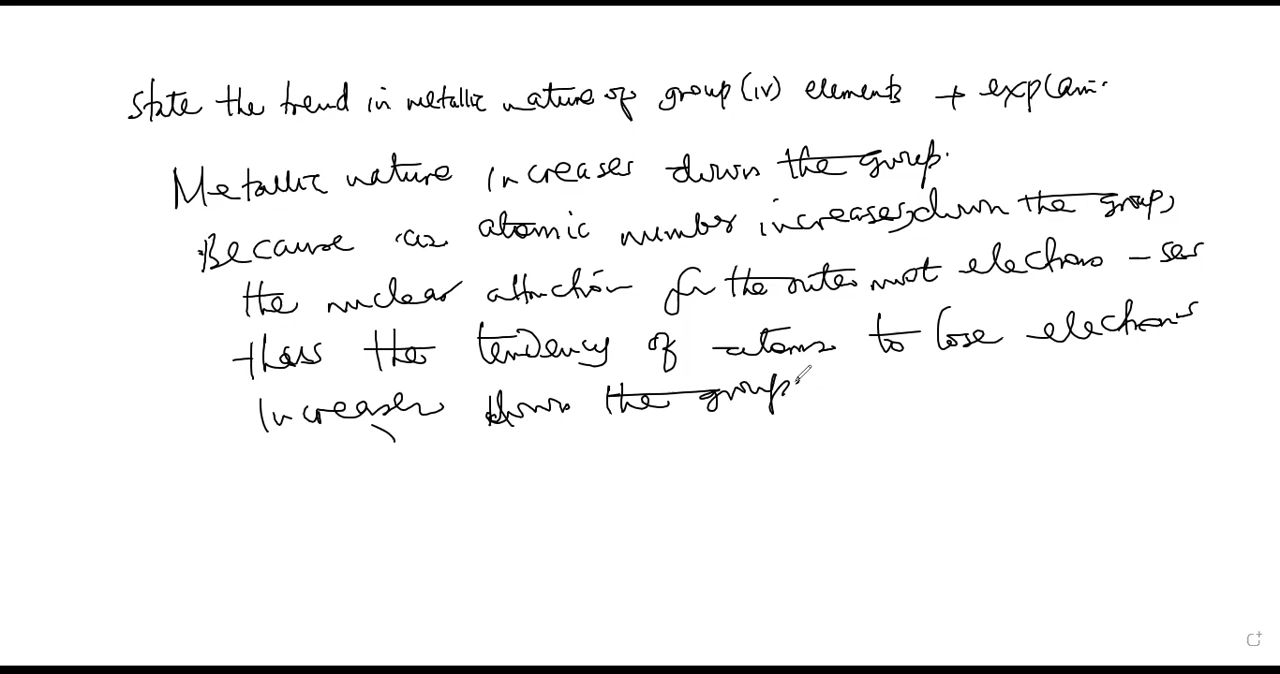 State the trend in metallic nature of group (iv) elements + explain.
Metallic nature increases down the group.
Because as atomic number increases, down the group,
the nuclear attraction for the outer most electrons -ses
thus the tendency of atoms to lose electrons
increases down the group.